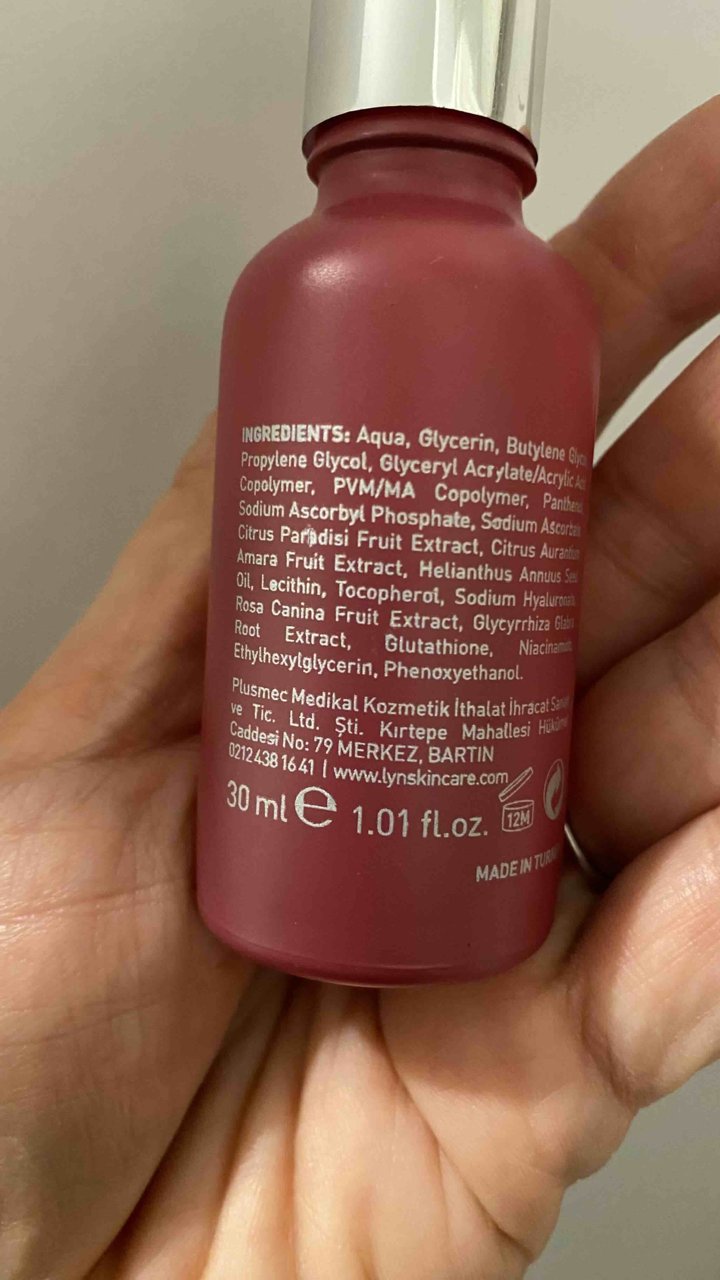 INGREDIENTS: Aqua, Glycerin, Butylene
Propylene Glycol, Glyceryl Acrylate/Acrylic
Copolymer, PVM/MA Copolymer,
Sodium Ascorbyl Phosphate, Sodium
Citrus Paradisi Fruit Extract, Citrus
Amara Fruit Extract, Helianthus Annuus
Oil, Lecithin, Tocopherol, Sodium
Rosa Canina Fruit Extract, Glycyrrhiza
Root Extract, Glutathione,
Ethylhexylglycerin, Phenoxyethanol.
Plusmec Medikal Kozmetik İthalat İhracat
ve Tic. Ltd. Şti. Kırtepe Mahallesi
Caddesi No: 79 MERKEZ, BARTIN
0212 438 16 41 | www.lynskincare.com
30 ml e 1.01 fl.oz. 12M
MADE IN